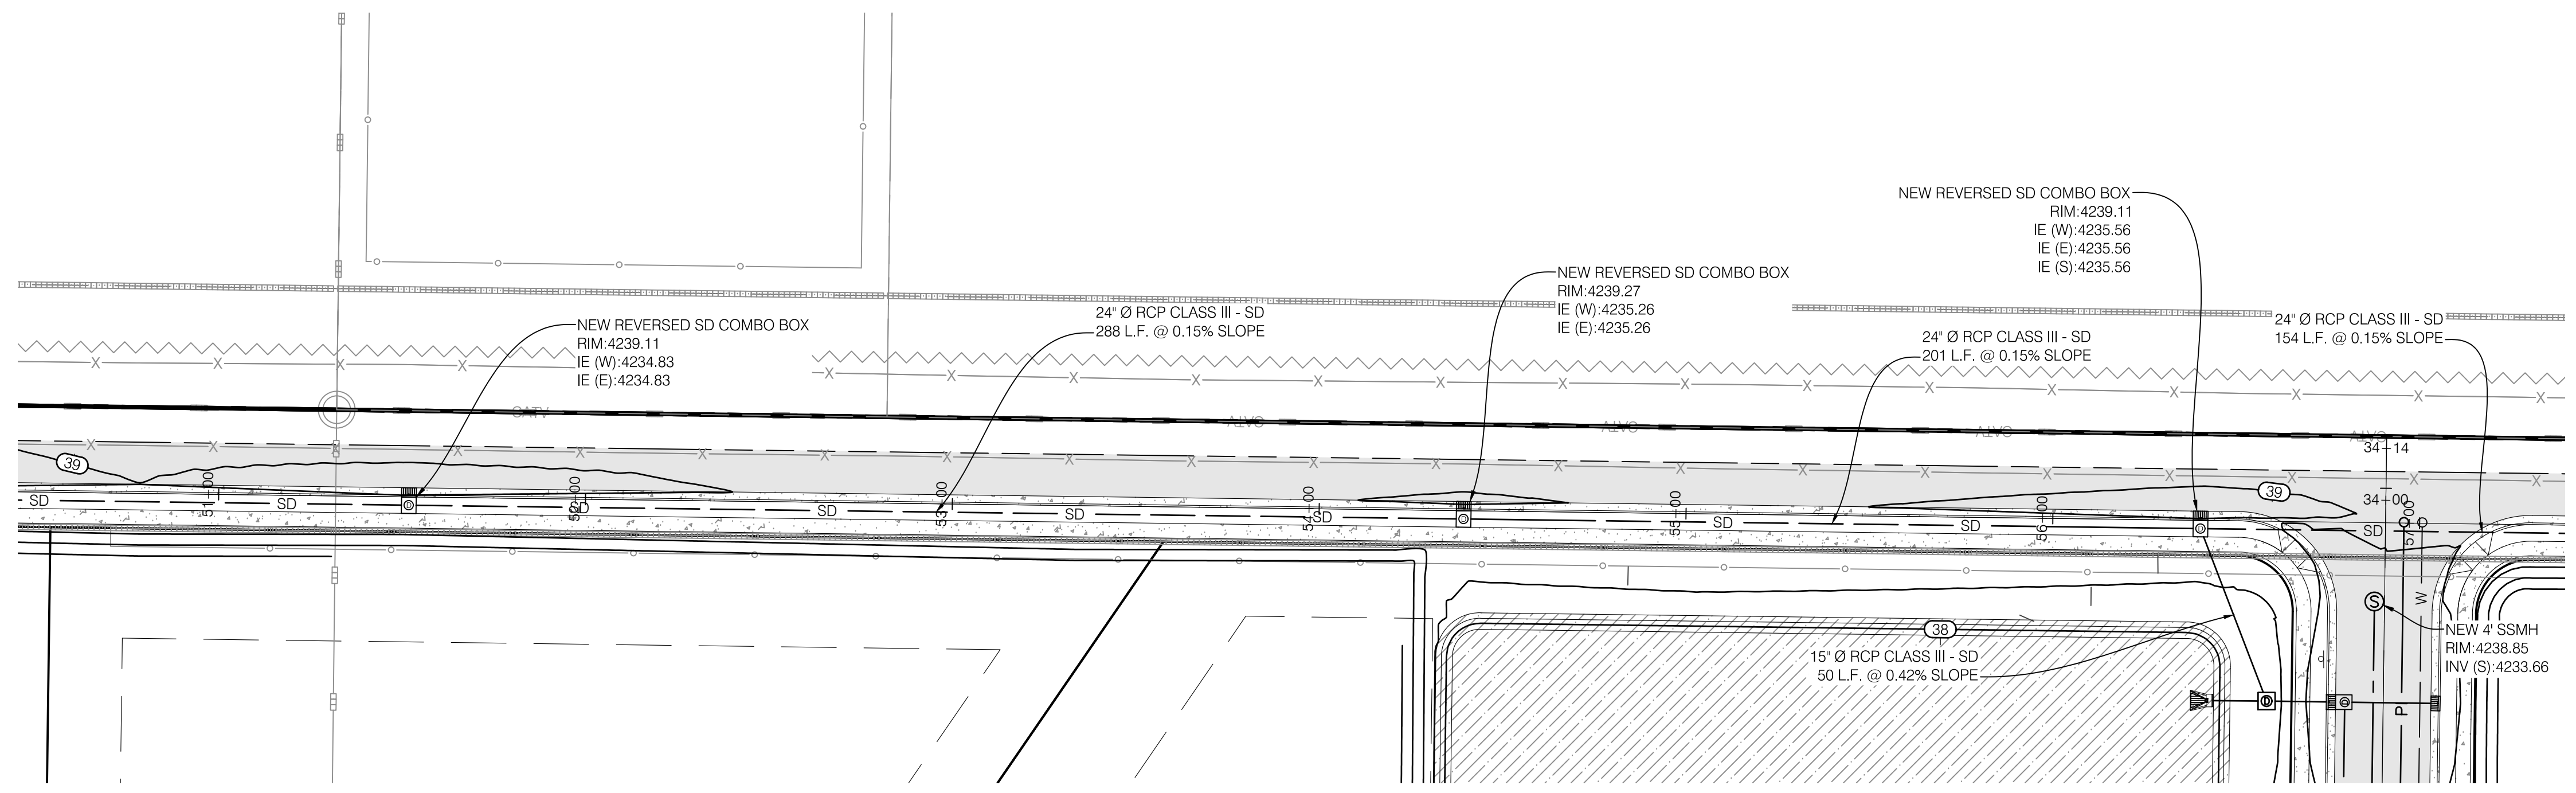 NEW REVERSED SD COMBO BOX
RIM:4239.11
IE (W):4235.56
IE (E):4235.56
IE (S):4235.56
NEW REVERSED SD COMBO BOX
RIM:4239.27
IE (W):4235.26
IE (E):4235.26
24" Ø RCP CLASS III - SD
288 L.F. @ 0.15% SLOPE
NEW REVERSED SD COMBO BOX
RIM:4239.11
IE (W):4234.83
IE (E):4234.83
24" Ø RCP CLASS III - SD
201 L.F. @ 0.15% SLOPE
24" Ø RCP CLASS III - SD
154 L.F. @ 0.15% SLOPE
X X X X X X X X X X X X X X X X X X X
CATV CATV CATV CATV CATV
34+14
X X X X X X X X X X X X X X X X X X X X
39
39
34+00
51+00
52+00
53+00
54+00
55+00
56+00
57+00
SD SD SD SD SD SD SD SD SD
S
W
NEW 4' SSMH
RIM:4238.85
INV (S):4233.66
38
15" Ø RCP CLASS III - SD
50 L.F. @ 0.42% SLOPE
D
D
P